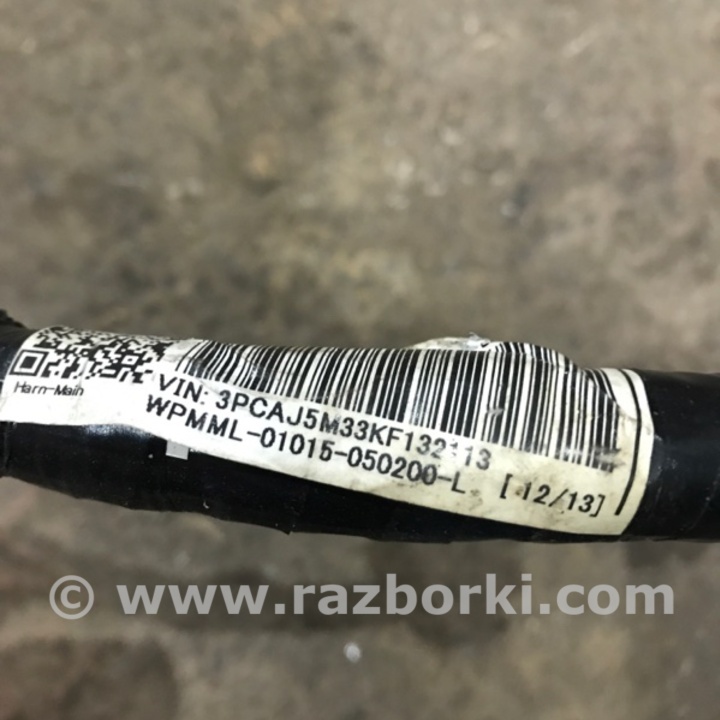 Harn-Main
VIN: 3PCAJ5M33KF132113
WPMML-01015-050200-L [ 12/13]
© www.razborki.com